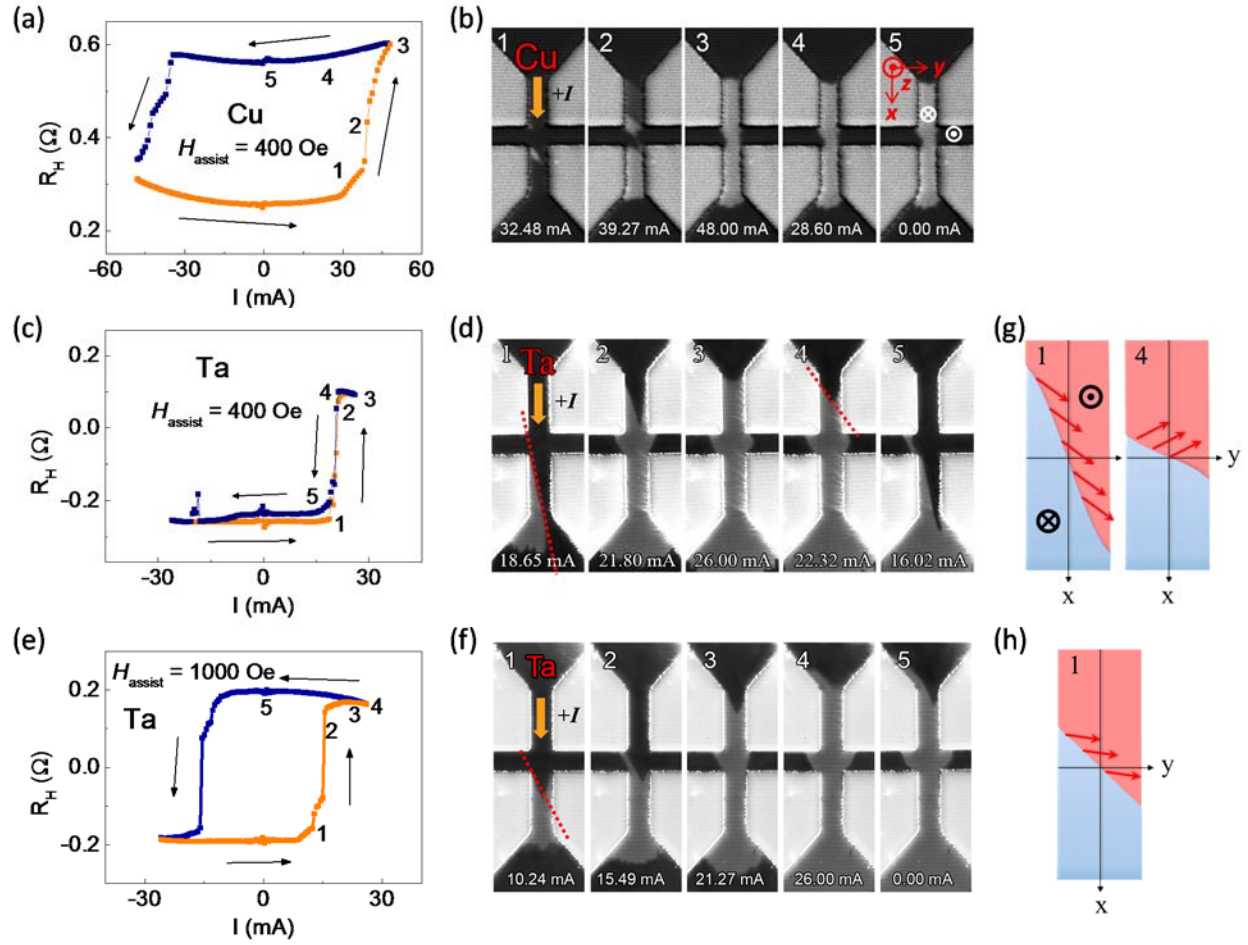 (a)
0.6
0.4
0.2
R_H (Ω)
Cu
H_assist = 400 Oe
1
2
3
4
5
-60
-30
0
30
60
I (mA)
(b)
1
2
3
4
5
Cu
+I
y
z
x
32.48 mA
39.27 mA
48.00 mA
28.60 mA
0.00 mA
(c)
0.2
0.0
-0.2
R_H (Ω)
Ta
H_assist = 400 Oe
4
3
2
5
1
-30
0
30
I (mA)
(d)
1
2
3
4
5
Ta
+I
18.65 mA
21.80 mA
26.00 mA
22.32 mA
16.02 mA
(g)
1
4
y
x
x
(e)
H_assist = 1000 Oe
Ta
0.2
0.0
-0.2
R_H (Ω)
5
4
3
2
1
-30
0
30
I (mA)
(f)
1
2
3
4
5
Ta
+I
10.24 mA
15.49 mA
21.27 mA
26.00 mA
0.00 mA
(h)
1
y
x